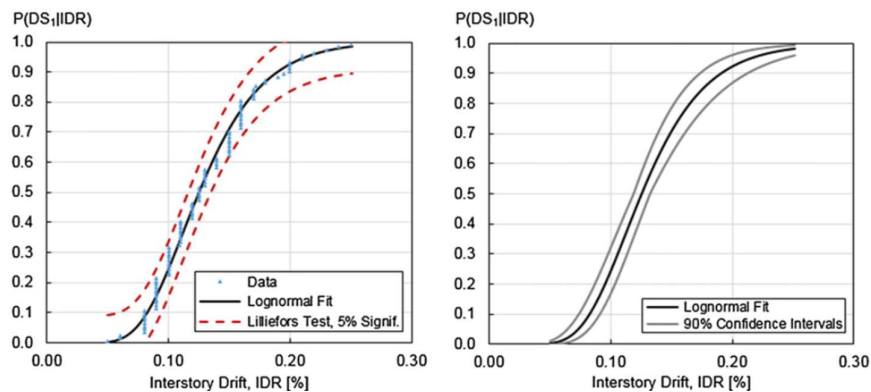 P(DS₁|IDR)
1.0
0.9
0.8
0.7
0.6
0.5
0.4
0.3
0.2
0.1
0.0
0.00 0.10 0.20 0.30
Interstory Drift, IDR [%]
Data
Lognormal Fit
Lilliefors Test, 5% Signif.
P(DS₁|IDR)
1.0
0.9
0.8
0.7
0.6
0.5
0.4
0.3
0.2
0.1
0.0
0.00 0.10 0.20 0.30
Interstory Drift, IDR [%]
Lognormal Fit
90% Confidence Intervals